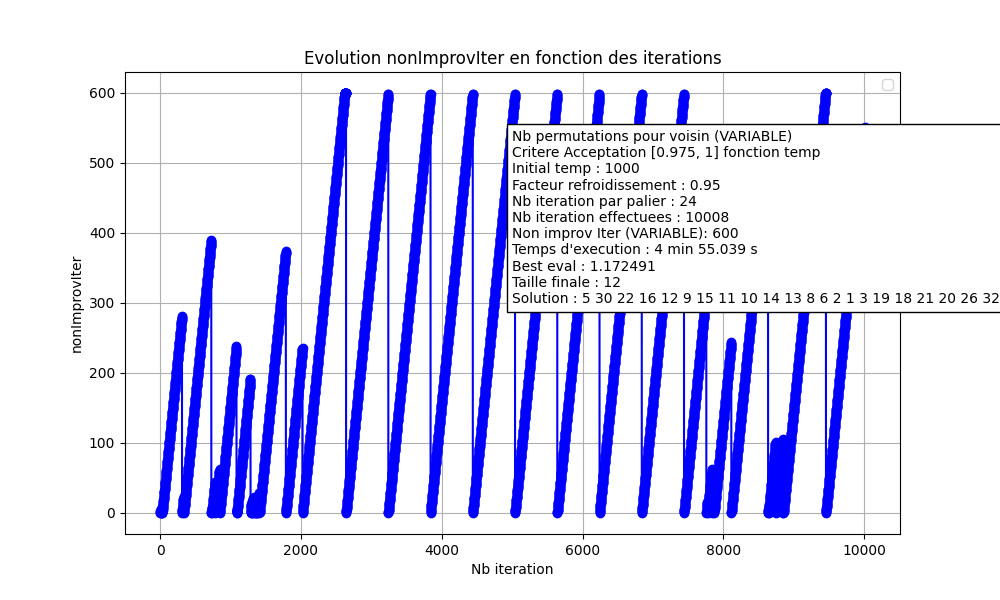 Evolution nonImprovIter en fonction des iterations
600
500
400
300
200
100
0
nonImprovIter
Nb permutations pour voisin (VARIABLE)
Critere Acceptation [0.975, 1] fonction temp
Initial temp : 1000
Facteur refroidissement : 0.95
Nb iteration par palier : 24
Nb iteration effectuees : 10008
Non improv Iter (VARIABLE): 600
Temps d'execution : 4 min 55.039 s
Best eval : 1.172491
Taille finale : 12
Solution : 5 30 22 16 12 9 15 11 10 14 13 8 6 2 1 3 19 18 21 20 26 32
0 2000 4000 6000 8000 10000
Nb iteration